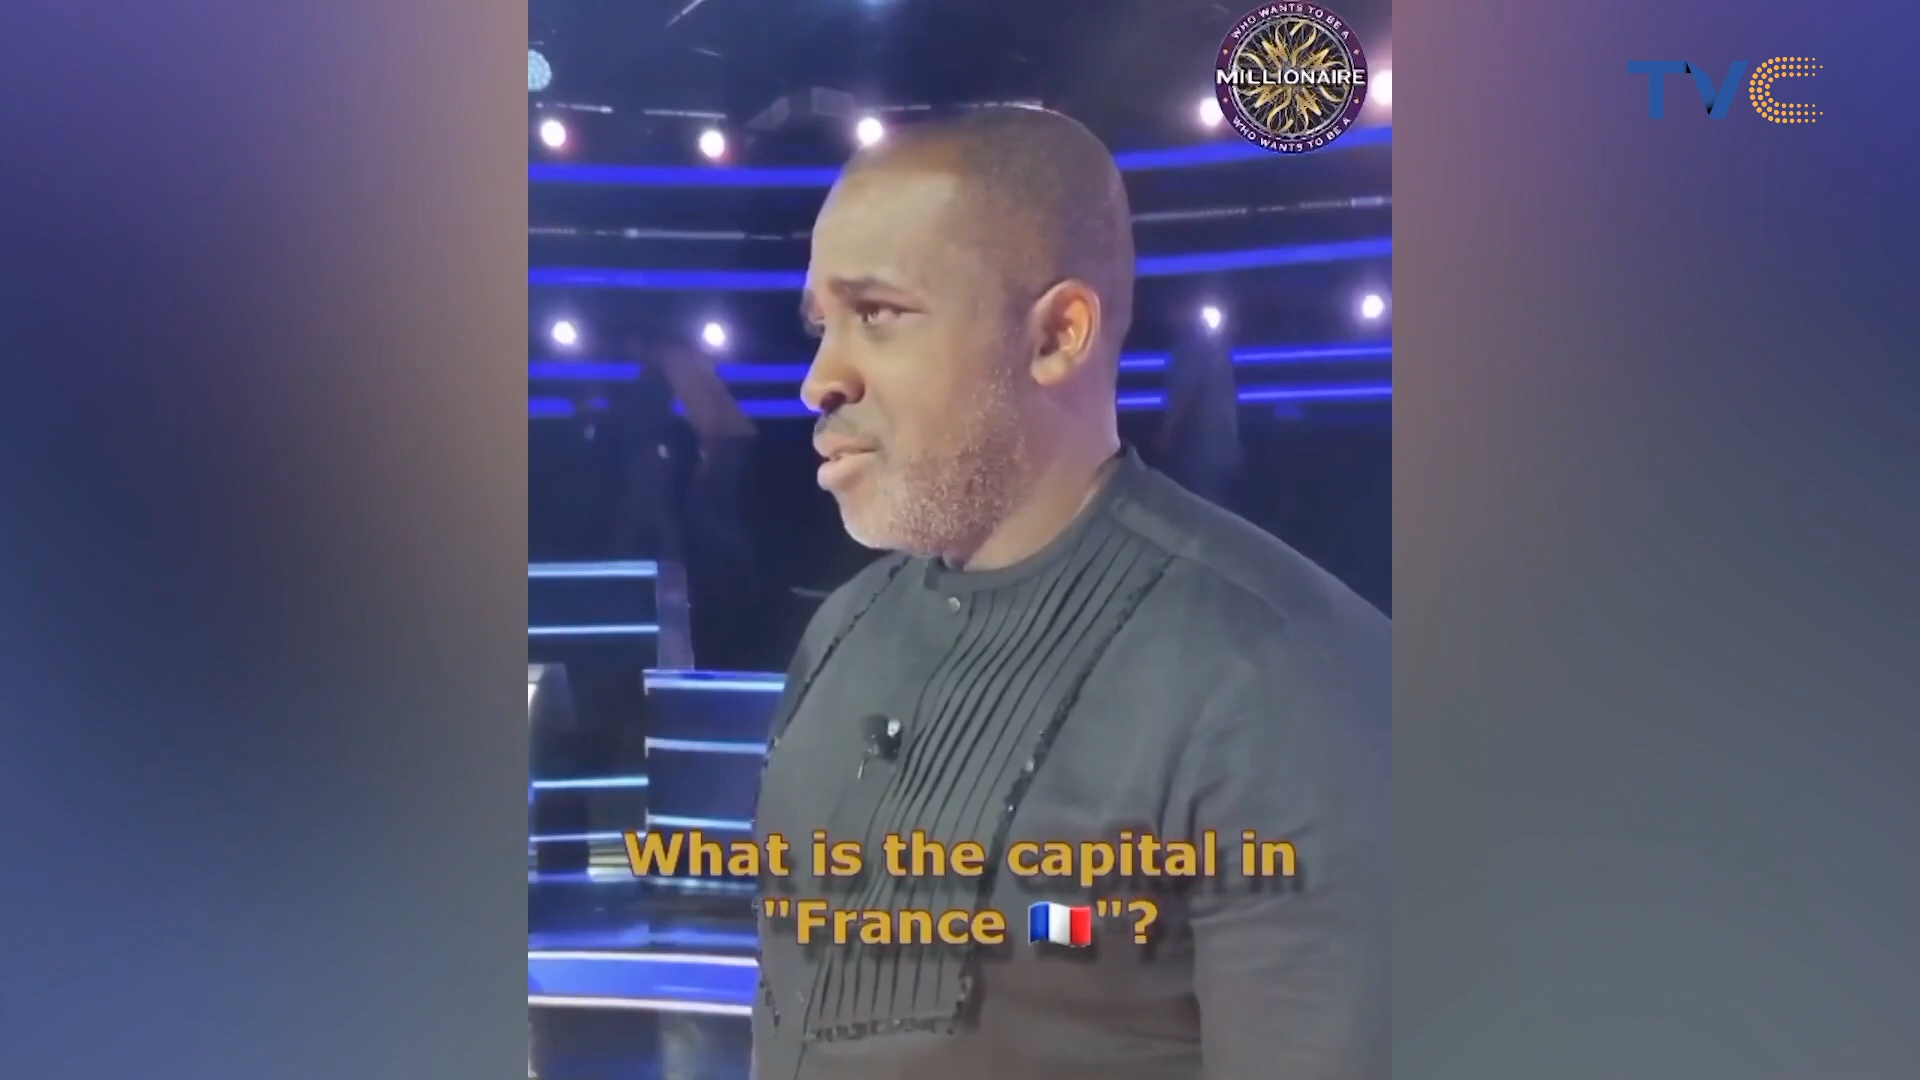 WHO WANTS TO BE A
MILLIONAIRE
WHO WANTS TO BE A
TVC
What is the capital in
"France 🇫🇷"?